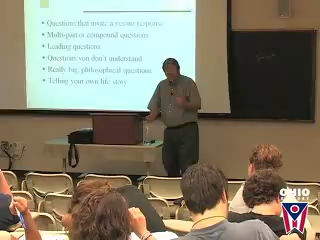 Questions that invite a yes/no response
Multi-part or compound questions
Leading questions
Questions you don't understand
Really big, philosophical questions
Telling your own life story
OHIO